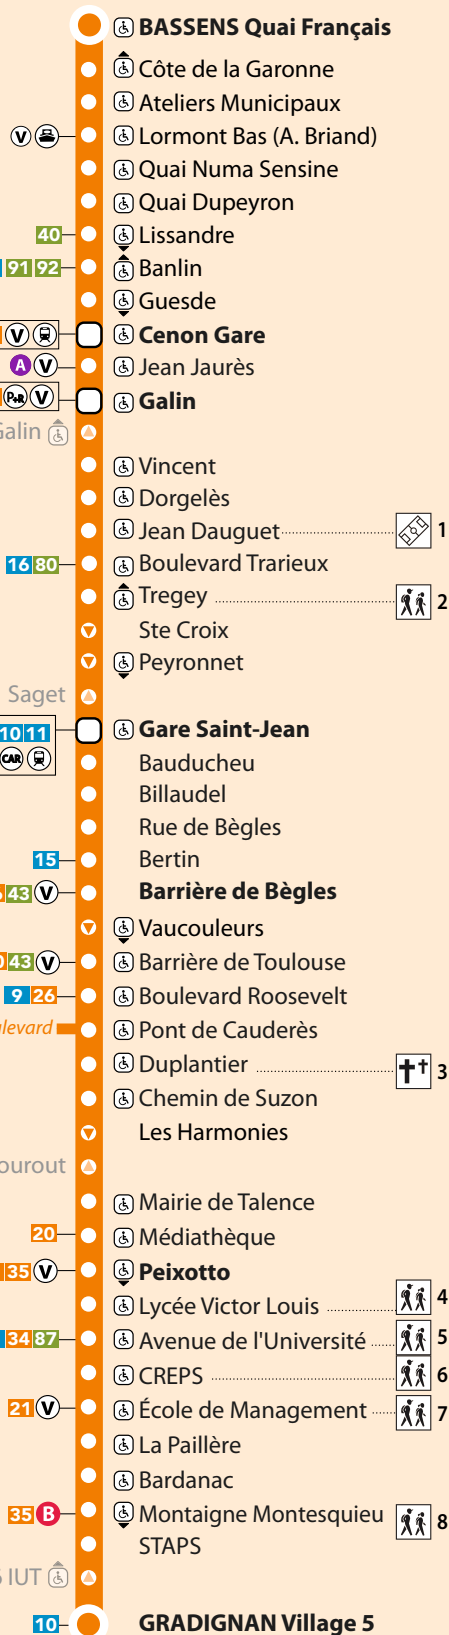 BASSENS Quai Français
Côte de la Garonne
Ateliers Municipaux
V Lormont Bas (A. Briand)
Quai Numa Sensine
Quai Dupeyron
40 Lissandre
91 92 Banlin
Guesde
V Cenon Gare
A V Jean Jaurès
P+R V Galin
Galin
Vincent
Dorgelès
Jean Dauguet 1
16 80 Boulevard Trarieux
Tregey 2
Ste Croix
Peyronnet
Saget
10 11 Gare Saint-Jean
CAR Bauducheu
Billaudel
Rue de Bègles
15 Bertin
43 V Barrière de Bègles
Vaucouleurs
43 V Barrière de Toulouse
9 26 Boulevard Roosevelt
Pont de Cauderès
Duplantier 3
Chemin de Suzon
Les Harmonies
Mairie de Talence
20 Médiathèque
35 V Peixotto
Lycée Victor Louis 4
34 87 Avenue de l'Université 5
CREPS 6
21 V École de Management 7
La Paillère
Bardanac
35 B Montaigne Montesquieu 8
STAPS
IUT
10 GRADIGNAN Village 5